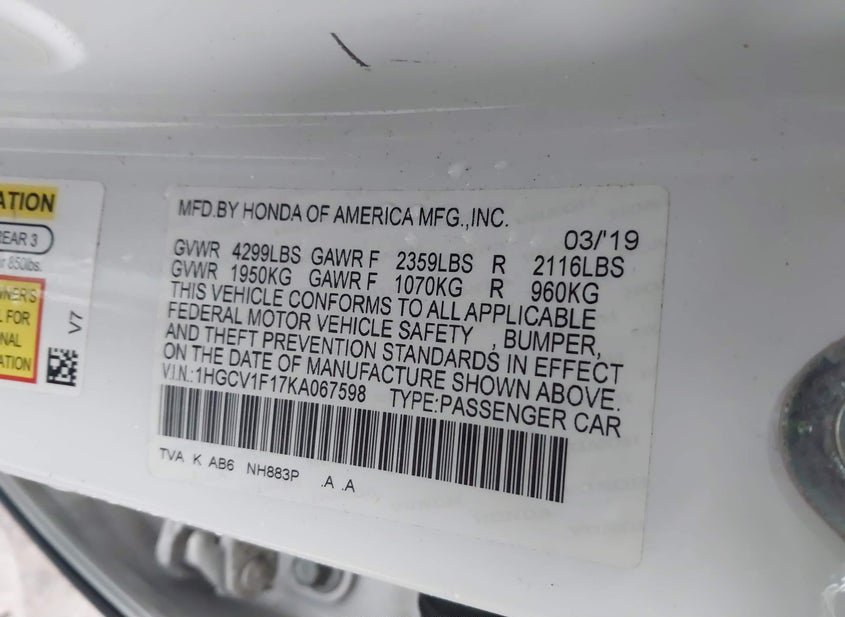 ATION
REAR 3
850lbs.
WNER'S
L FOR
ONAL
ATION
V7
MFD.BY HONDA OF AMERICA MFG.,INC.
03/'19
GVWR 4299LBS GAWR F 2359LBS R 2116LBS
GVWR 1950KG GAWR F 1070KG R 960KG
THIS VEHICLE CONFORMS TO ALL APPLICABLE
FEDERAL MOTOR VEHICLE SAFETY , BUMPER,
AND THEFT PREVENTION STANDARDS IN EFFECT
ON THE DATE OF MANUFACTURE SHOWN ABOVE.
V.I.N.:1HGCV1F17KA067598 TYPE:PASSENGER CAR
TVA K AB6 NH883P .A .A